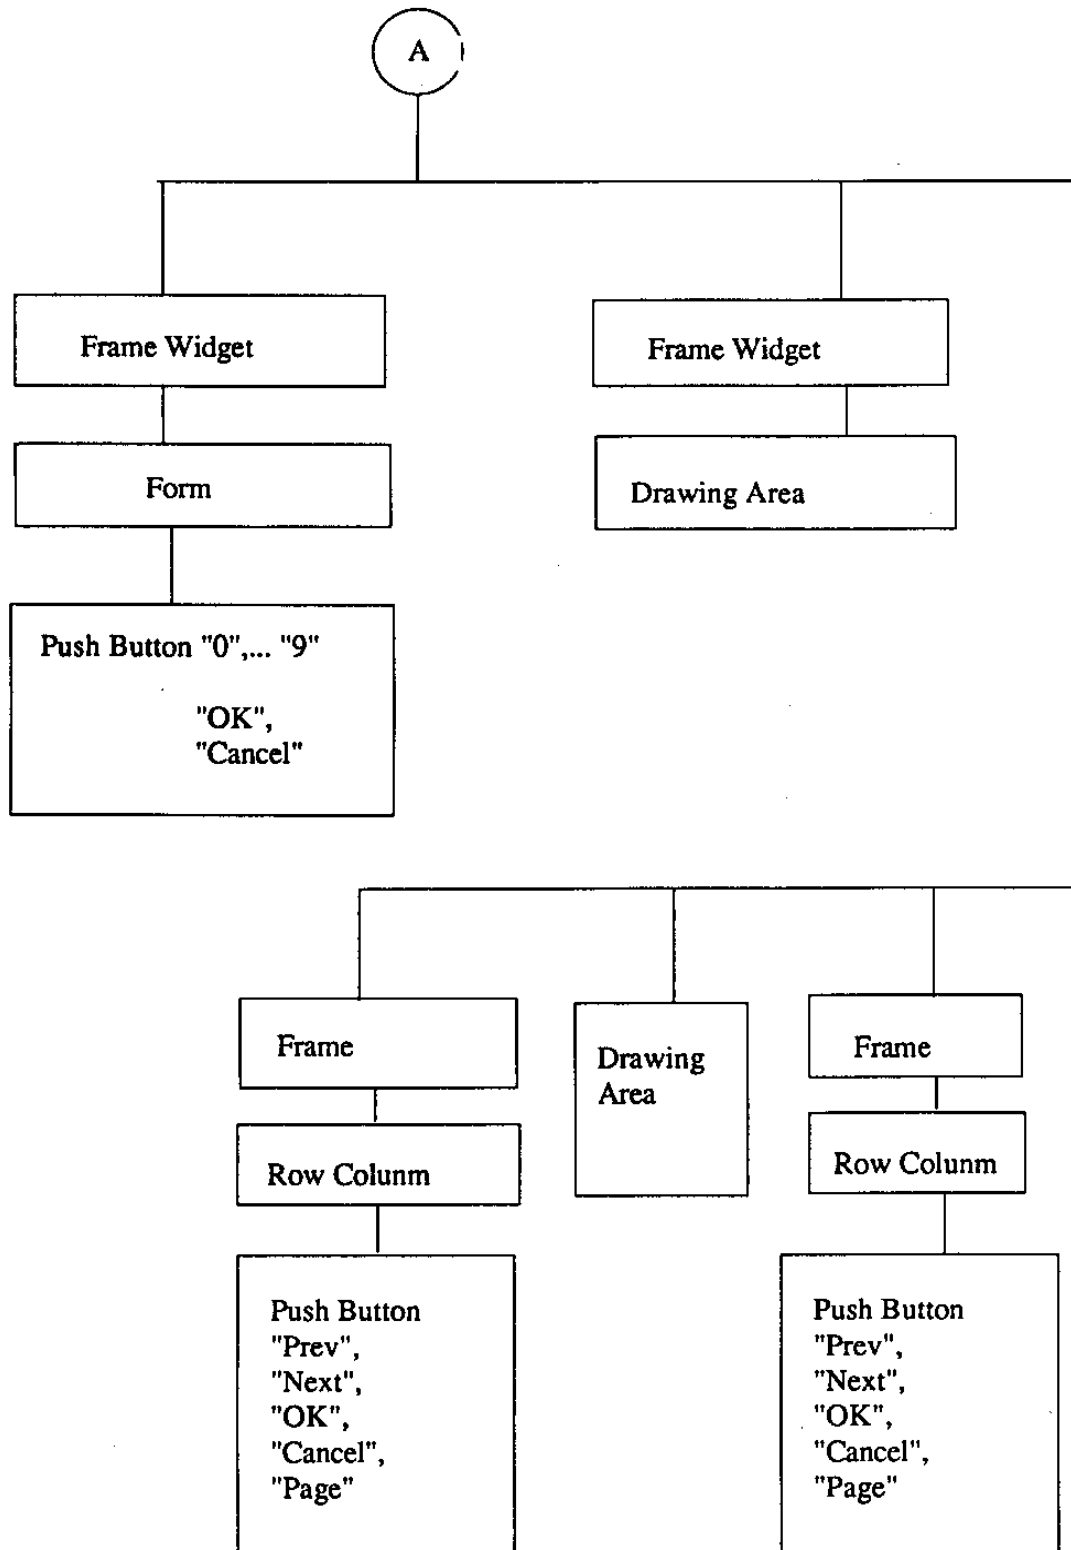 A
Frame Widget
Frame Widget
Form
Drawing Area
Push Button "0",... "9"
"OK",
"Cancel"
Frame
Drawing
Area
Frame
Row Colunm
Row Colunm
Push Button
"Prev",
"Next",
"OK",
"Cancel",
"Page"
Push Button
"Prev",
"Next",
"OK",
"Cancel",
"Page"